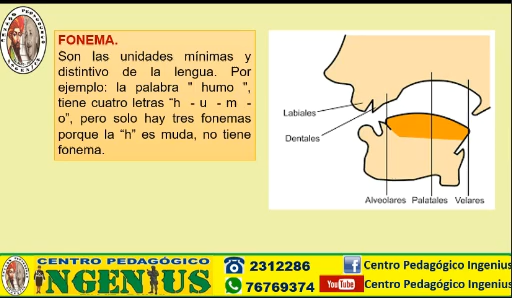 FONEMA.
Son las unidades mínimas y
distintivo de la lengua. Por
ejemplo: la palabra " humo ",
tiene cuatro letras "h - u - m -
o", pero solo hay tres fonemas
porque la "h" es muda, no tiene
fonema.
Labiales
Dentales
Alveolares Palatales Velares
CENTRO PEDAGÓGICO
INGENIUS
2312286
76769374
f Centro Pedagógico Ingenius
YouTube Centro Pedagógico Ingenius